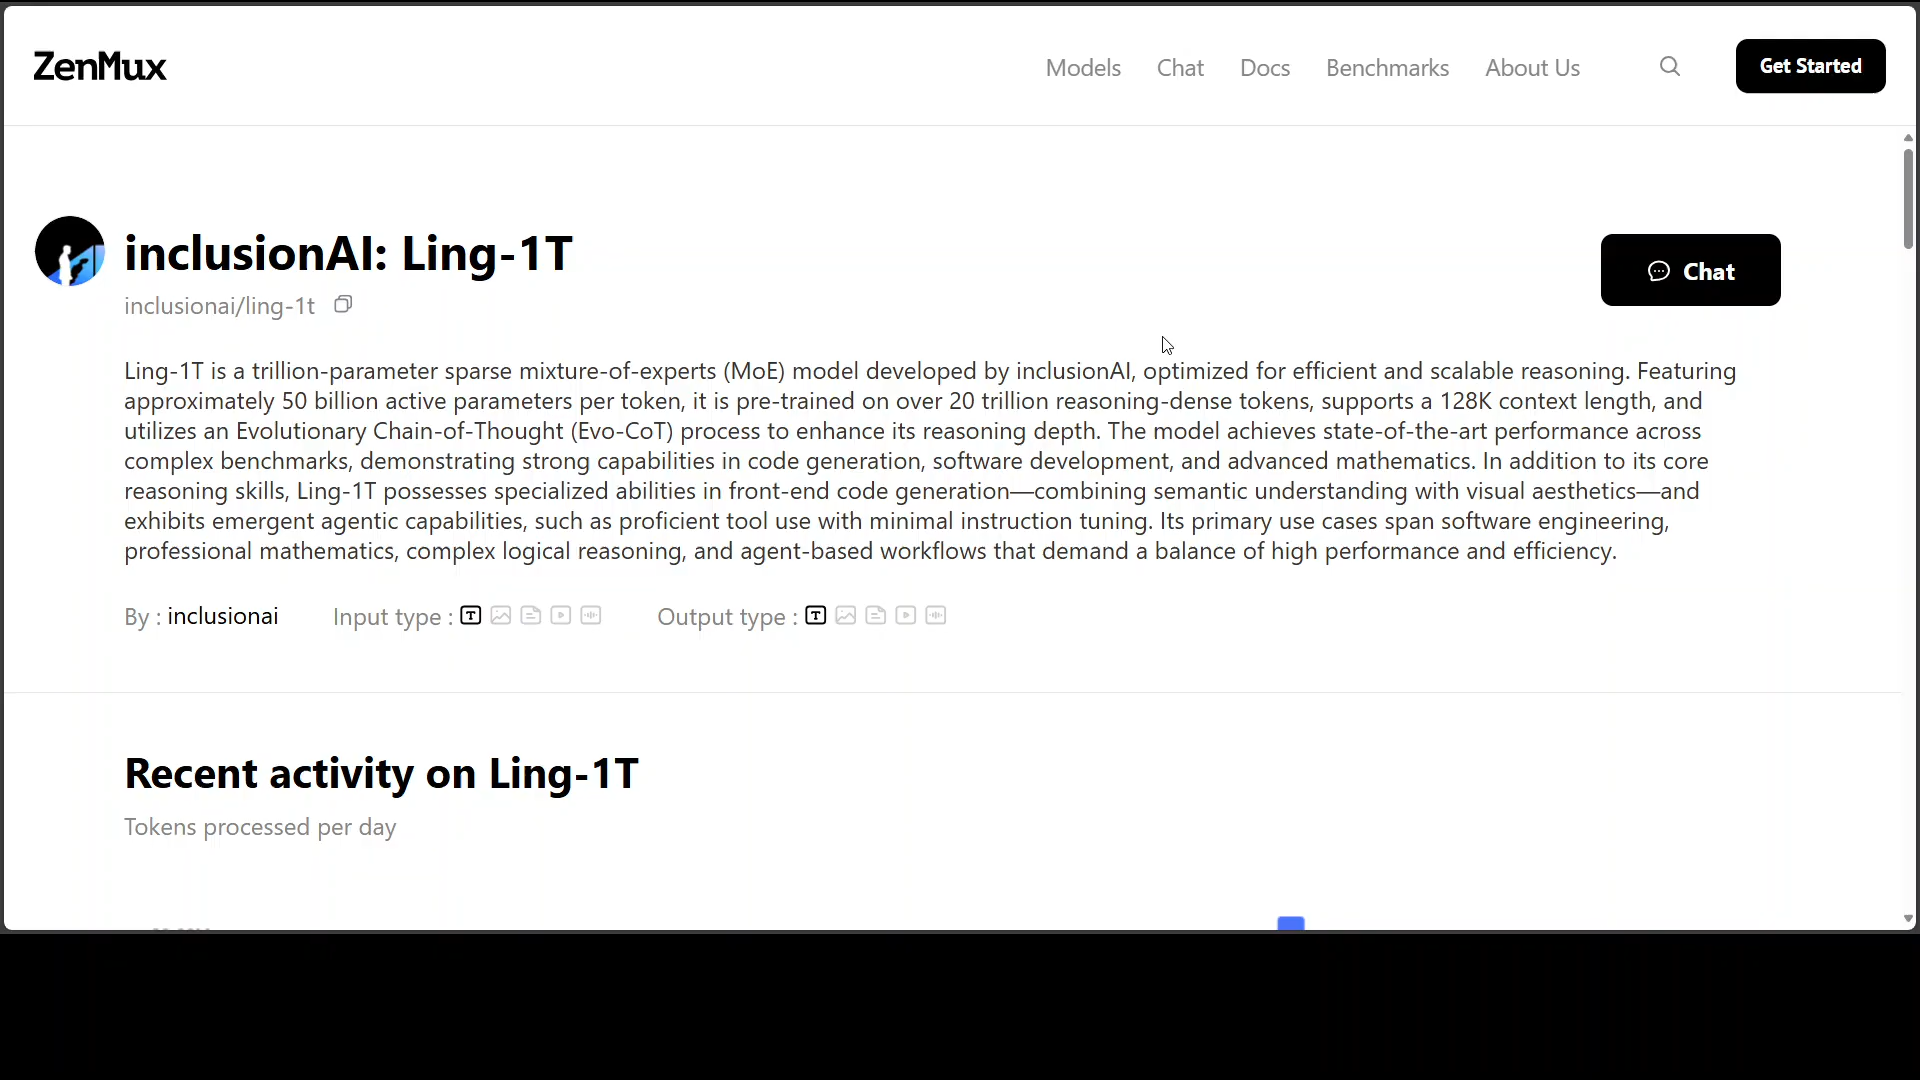 ZenMux
Models Chat Docs Benchmarks About Us Get Started
inclusionAI: Ling-1T
inclusionai/ling-1t
Chat
Ling-1T is a trillion-parameter sparse mixture-of-experts (MoE) model developed by inclusionAI, optimized for efficient and scalable reasoning. Featuring
approximately 50 billion active parameters per token, it is pre-trained on over 20 trillion reasoning-dense tokens, supports a 128K context length, and
utilizes an Evolutionary Chain-of-Thought (Evo-CoT) process to enhance its reasoning depth. The model achieves state-of-the-art performance across
complex benchmarks, demonstrating strong capabilities in code generation, software development, and advanced mathematics. In addition to its core
reasoning skills, Ling-1T possesses specialized abilities in front-end code generation—combining semantic understanding with visual aesthetics—and
exhibits emergent agentic capabilities, such as proficient tool use with minimal instruction tuning. Its primary use cases span software engineering,
professional mathematics, complex logical reasoning, and agent-based workflows that demand a balance of high performance and efficiency.
By : inclusionai Input type : Output type :
Recent activity on Ling-1T
Tokens processed per day